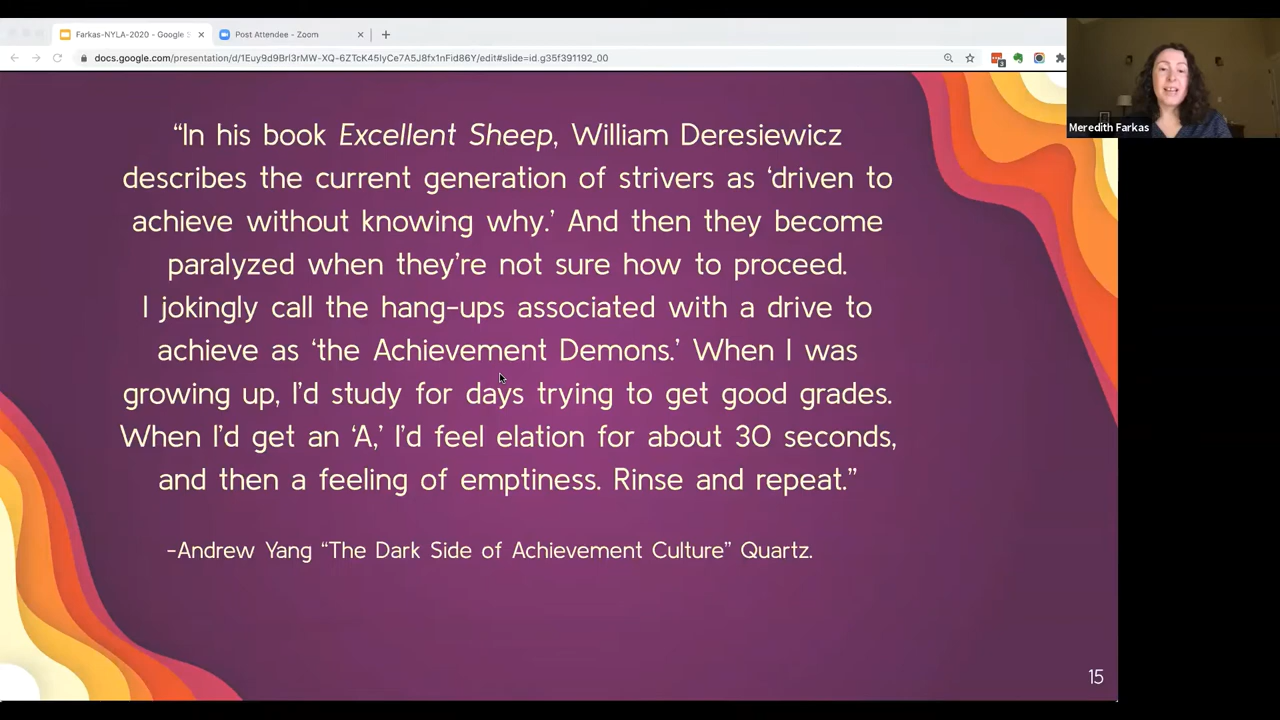 Farkas-NYLA-2020 - Google S
Post Attendee - Zoom
docs.google.com/presentation/d/1Euy9d9Brl3rMW-XQ-6ZTcK45IyCe7A5J8fx1nFid86Y/edit#slide=id.g35f391192_00
3
Meredith Farkas
“In his book Excellent Sheep, William Deresiewicz
describes the current generation of strivers as ‘driven to
achieve without knowing why.’ And then they become
paralyzed when they’re not sure how to proceed.
I jokingly call the hang-ups associated with a drive to
achieve as ‘the Achievement Demons.’ When I was
growing up, I’d study for days trying to get good grades.
When I’d get an ‘A,’ I’d feel elation for about 30 seconds,
and then a feeling of emptiness. Rinse and repeat.”
-Andrew Yang “The Dark Side of Achievement Culture” Quartz.
15